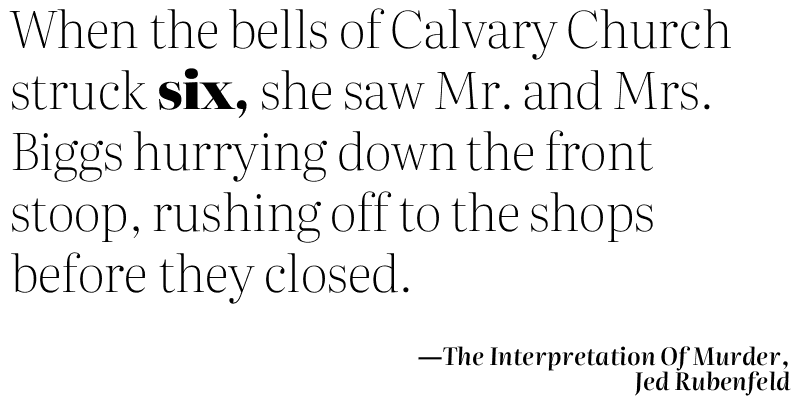 When the bells of Calvary Church
struck six, she saw Mr. and Mrs.
Biggs hurrying down the front
stoop, rushing off to the shops
before they closed.
—The Interpretation Of Murder,
Jed Rubenfeld